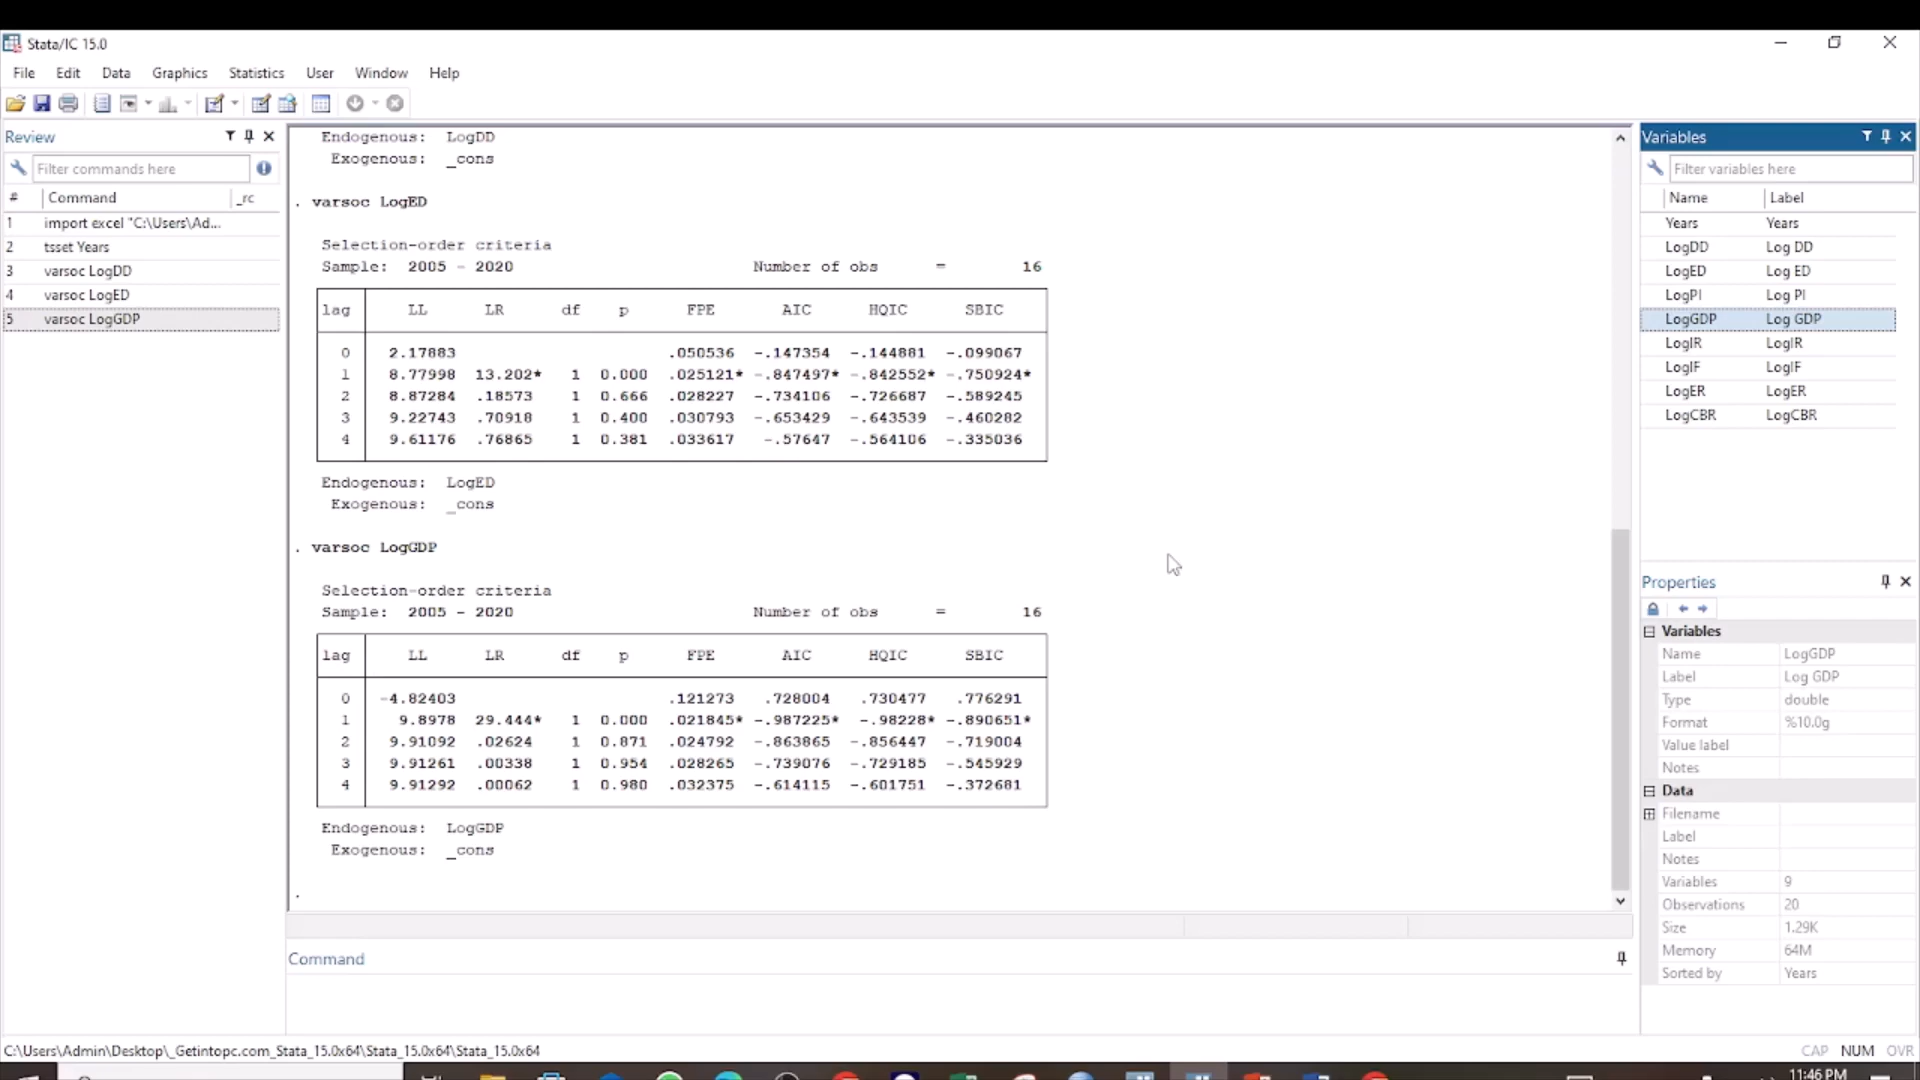 Stata/IC 15.0
File Edit Data Graphics Statistics User Window Help
Review
Filter commands here
# Command _rc
1 import excel "C:\Users\Ad...
2 tsset Years
3 varsoc LogDD
4 varsoc LogED
5 varsoc LogGDP
Endogenous: LogDD
Exogenous: _cons
. varsoc LogED
Selection-order criteria
Sample: 2005 - 2020 Number of obs = 16
lag LL LR df p FPE AIC HQIC SBIC
0 2.17883 .050536 -.147354 -.144881 -.099067
1 8.77998 13.202* 1 0.000 .025121* -.847497* -.842552* -.750924*
2 8.87284 .18573 1 0.666 .028227 -.734106 -.726687 -.589245
3 9.22743 .70918 1 0.400 .030793 -.653429 -.643539 -.460282
4 9.61176 .76865 1 0.381 .033617 -.57647 -.564106 -.335036
Endogenous: LogED
Exogenous: _cons
. varsoc LogGDP
Selection-order criteria
Sample: 2005 - 2020 Number of obs = 16
lag LL LR df p FPE AIC HQIC SBIC
0 -4.82403 .121273 .728004 .730477 .776291
1 9.8978 29.444* 1 0.000 .021845* -.987225* -.98228* -.890651*
2 9.91092 .02624 1 0.871 .024792 -.863865 -.856447 -.719004
3 9.91261 .00338 1 0.954 .028265 -.739076 -.729185 -.545929
4 9.91292 .00062 1 0.980 .032375 -.614115 -.601751 -.372681
Endogenous: LogGDP
Exogenous: _cons
.
Command
Variables
Filter variables here
Name Label
Years Years
LogDD Log DD
LogED Log ED
LogPI Log PI
LogGDP Log GDP
LogIR LogIR
LogIF LogIF
LogER LogER
LogCBR LogCBR
Properties
Variables
Name LogGDP
Label Log GDP
Type double
Format %10.0g
Value label
Notes
Data
Filename
Label
Notes
Variables 9
Observations 20
Size 1.29K
Memory 64M
Sorted by Years
C:\Users\Admin\Desktop\_Getintopc.com_Stata_15.0x64\Stata_15.0x64\Stata_15.0x64
CAP NUM OVR
11:46 PM